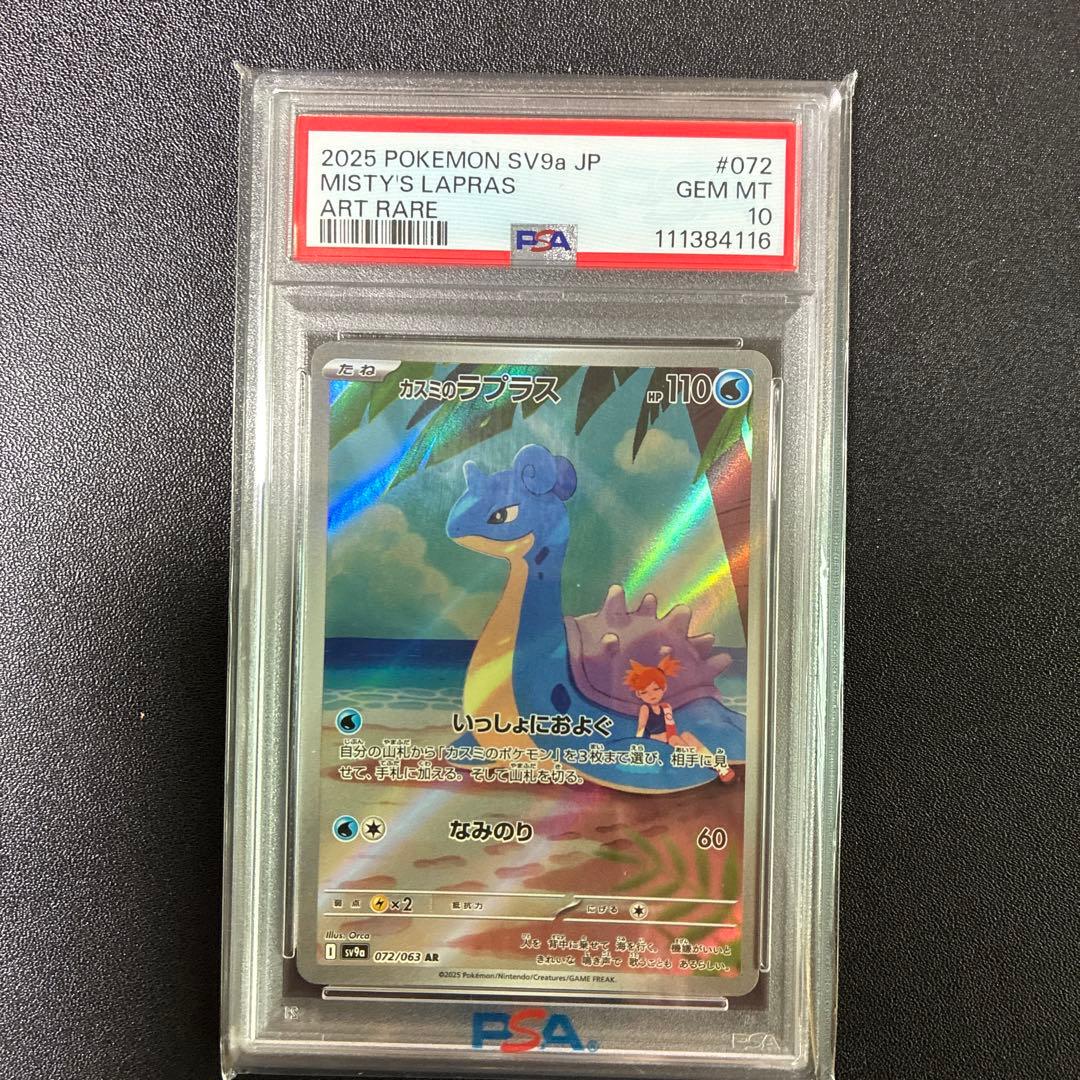 2025 POKEMON SV9a JP #072
MISTY'S LAPRAS GEM MT
ART RARE 10
PSA 111384116
たね
カスミのラプラス HP 110
いっしょにおよぐ
自分の山札から「カスミのポケモン」を3枚まで選び、相手に見
せて、手札に加える。そして山札を切る。
なみのり 60
弱点 ×2 抵抗力 にげる
Illus. Orca
人を背中に乗せて海を行く。機嫌がいいと
きれいな鳴き声で歌うこともあるらしい。
I sv9a 072/063 AR
©2025 Pokémon/Nintendo/Creatures/GAME FREAK.
PSA®
PSA